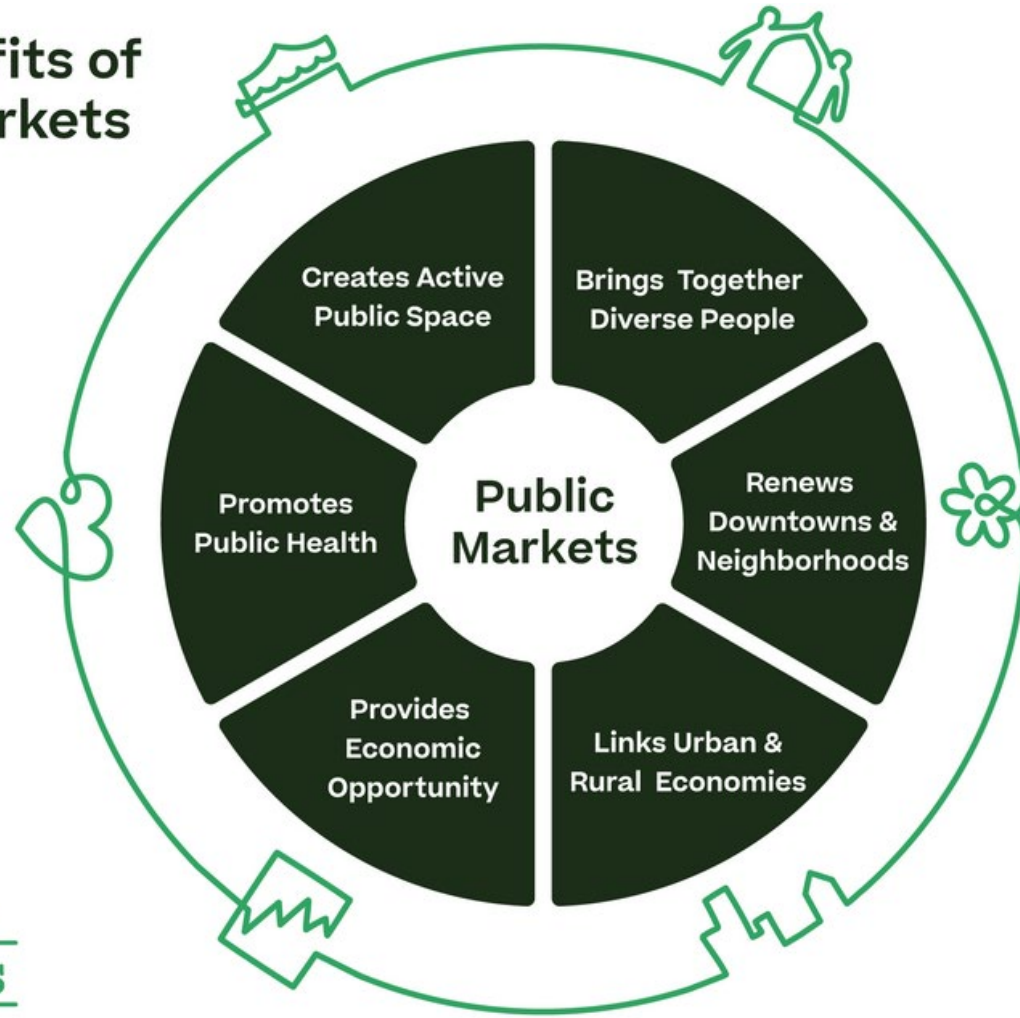 fits of
rkets
Creates Active
Public Space
Brings Together
Diverse People
Promotes
Public Health
Public
Markets
Renews
Downtowns &
Neighborhoods
Provides
Economic
Opportunity
Links Urban &
Rural Economies
s